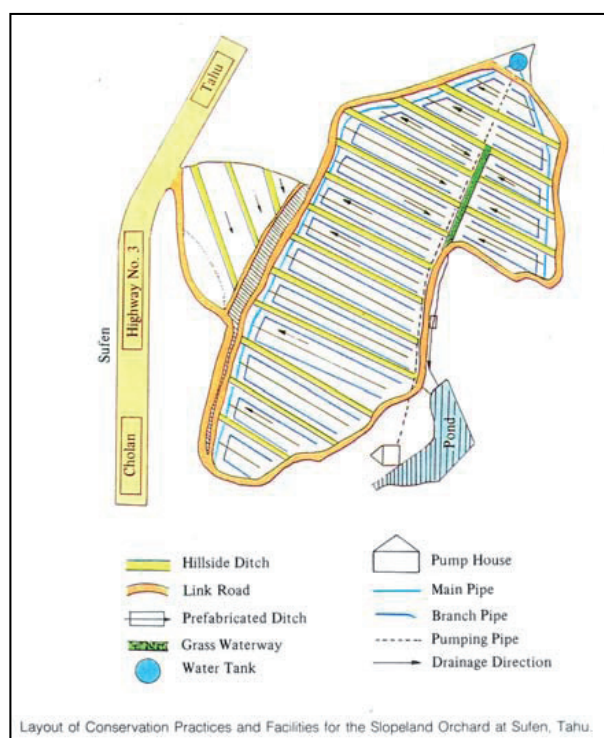 Tahu
Highway No. 3
Sufen
Cholan
Pond
Hillside Ditch
Link Road
Prefabricated Ditch
Grass Waterway
Water Tank
Pump House
Main Pipe
Branch Pipe
Pumping Pipe
Drainage Direction
Layout of Conservation Practices and Facilities for the Slopeland Orchard at Sufen, Tahu.